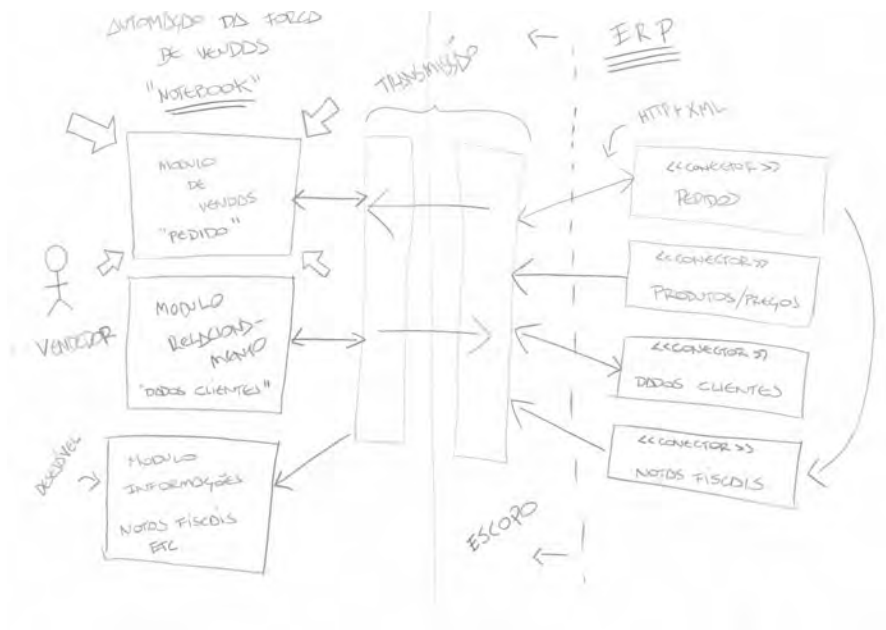 AUTOMAÇÃO DA FORÇA
DE VENDAS
"NOTEBOOK"
TRANSMISSÃO
ERP
HTTP+XML
MODULO
DE
VENDAS
"PEDIDO"
<<CONECTOR>>
PEDIDOS
<<CONECTOR>>
PRODUTOS/PREÇOS
VENDEDOR
MODULO
RELACIONA-
MENTO
"DADOS CLIENTES"
<<CONECTOR>>
DADOS CLIENTES
DESEJÁVEL
MODULO
INFORMAÇÕES
NOTAS FISCAIS
ETC
<<CONECTOR>>
NOTAS FISCAIS
ESCOPO